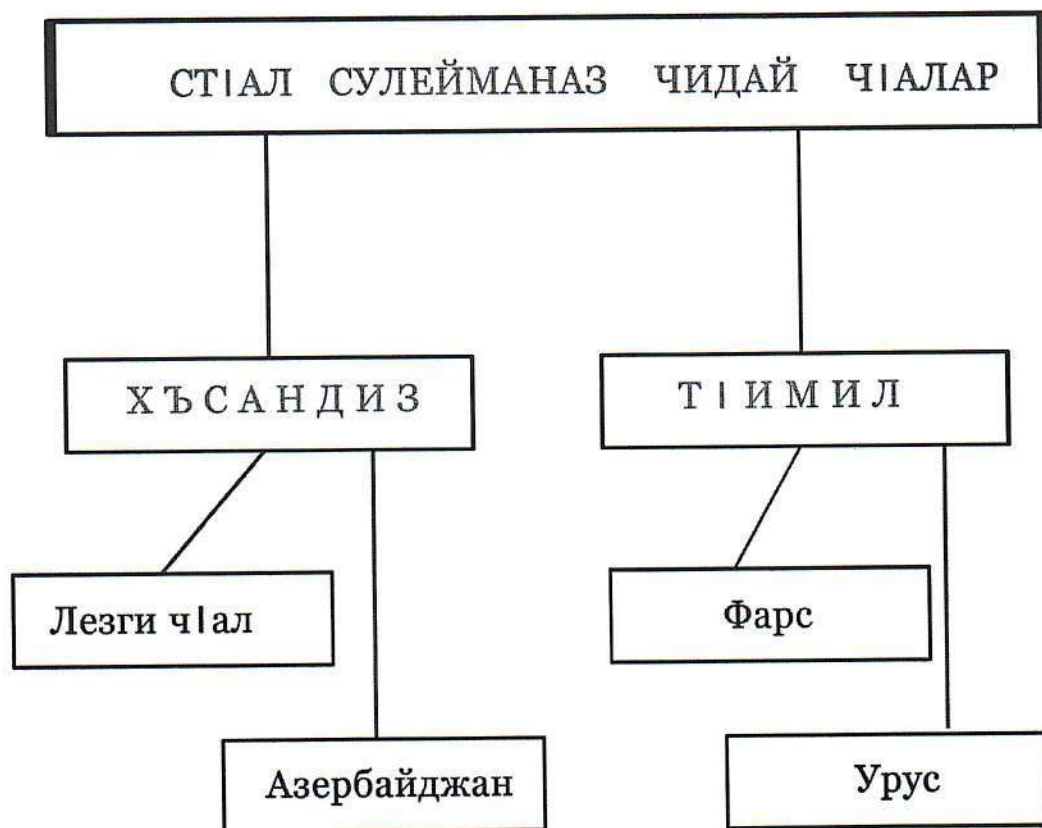 СТӀАЛ СУЛЕЙМАНАЗ ЧИДАЙ ЧӀАЛАР
ХЪСАНДИЗ
ТӀИМИЛ
Лезги чӀал
Фарс
Азербайджан
Урус